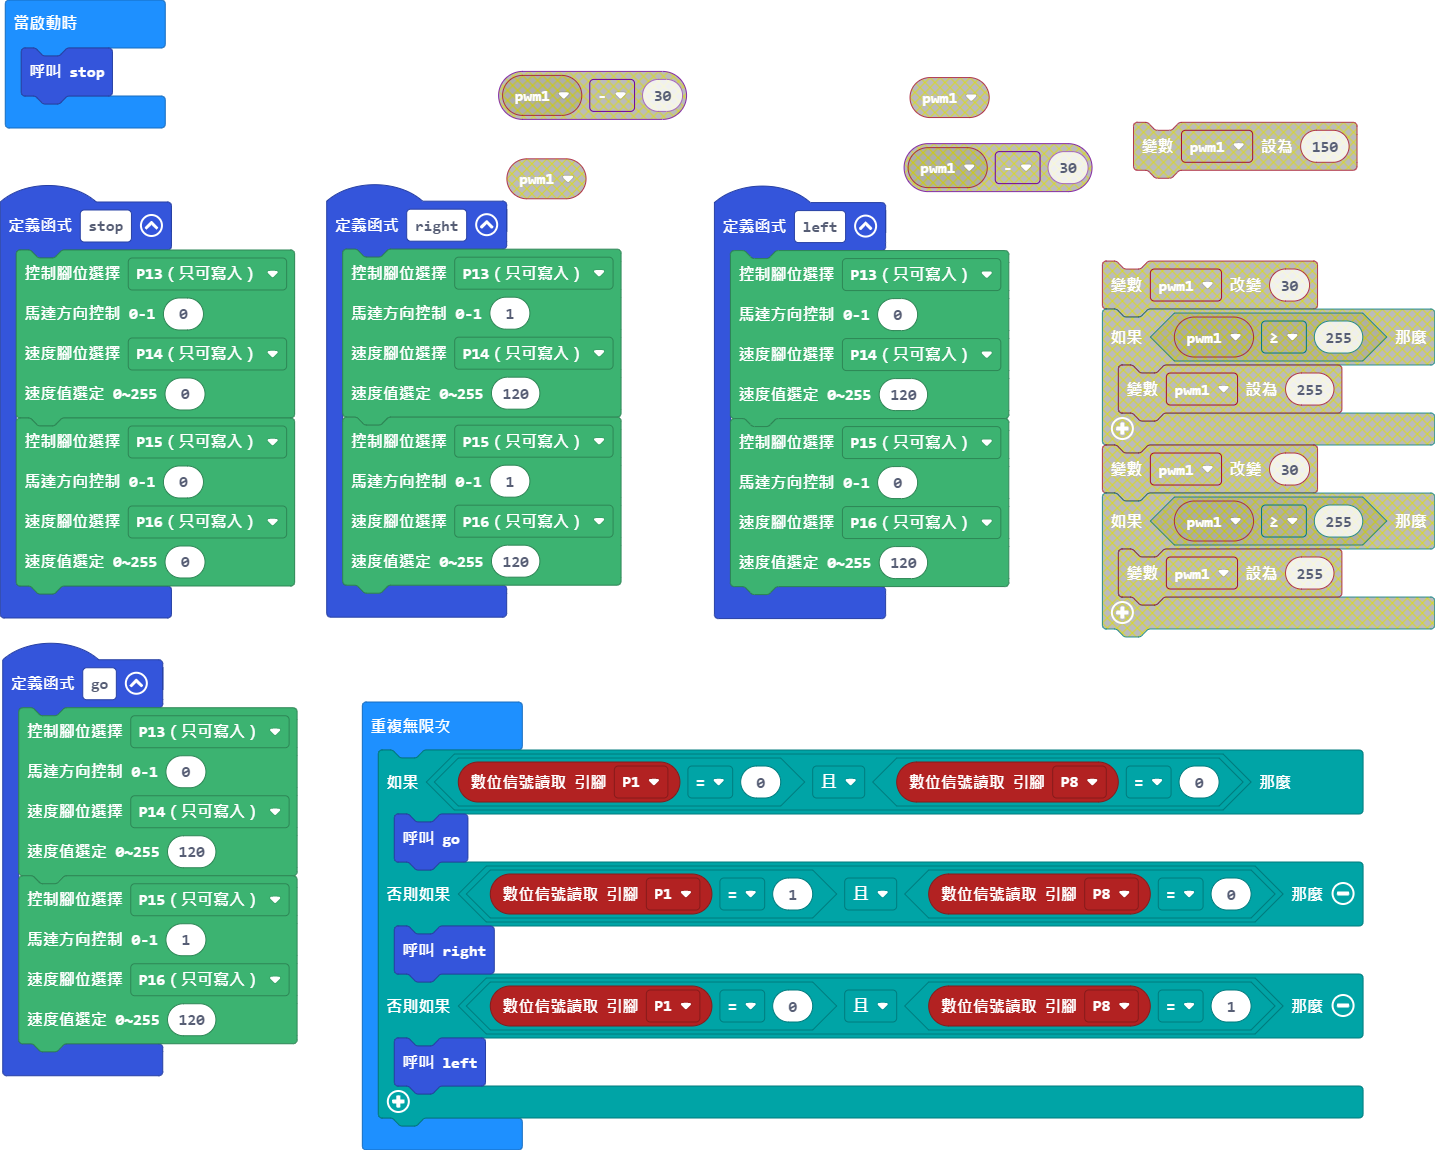 當啟動時
呼叫 stop
pwm1 - 30
pwm1
pwm1
pwm1 - 30
變數 pwm1 設為 150
定義函式 stop
控制腳位選擇 P13 ( 只可寫入 )
馬達方向控制 0-1 0
速度腳位選擇 P14 ( 只可寫入 )
速度值選定 0~255 0
控制腳位選擇 P15 ( 只可寫入 )
馬達方向控制 0-1 0
速度腳位選擇 P16 ( 只可寫入 )
速度值選定 0~255 0
定義函式 right
控制腳位選擇 P13 ( 只可寫入 )
馬達方向控制 0-1 1
速度腳位選擇 P14 ( 只可寫入 )
速度值選定 0~255 120
控制腳位選擇 P15 ( 只可寫入 )
馬達方向控制 0-1 1
速度腳位選擇 P16 ( 只可寫入 )
速度值選定 0~255 120
定義函式 left
控制腳位選擇 P13 ( 只可寫入 )
馬達方向控制 0-1 0
速度腳位選擇 P14 ( 只可寫入 )
速度值選定 0~255 120
控制腳位選擇 P15 ( 只可寫入 )
馬達方向控制 0-1 0
速度腳位選擇 P16 ( 只可寫入 )
速度值選定 0~255 120
變數 pwm1 改變 30
如果 pwm1 ≥ 255 那麼
變數 pwm1 設為 255
變數 pwm1 改變 30
如果 pwm1 ≥ 255 那麼
變數 pwm1 設為 255
定義函式 go
控制腳位選擇 P13 ( 只可寫入 )
馬達方向控制 0-1 0
速度腳位選擇 P14 ( 只可寫入 )
速度值選定 0~255 120
控制腳位選擇 P15 ( 只可寫入 )
馬達方向控制 0-1 1
速度腳位選擇 P16 ( 只可寫入 )
速度值選定 0~255 120
重複無限次
如果 數位信號讀取 引腳 P1 = 0 且 數位信號讀取 引腳 P8 = 0 那麼
呼叫 go
否則如果 數位信號讀取 引腳 P1 = 1 且 數位信號讀取 引腳 P8 = 0 那麼
呼叫 right
否則如果 數位信號讀取 引腳 P1 = 0 且 數位信號讀取 引腳 P8 = 1 那麼
呼叫 left